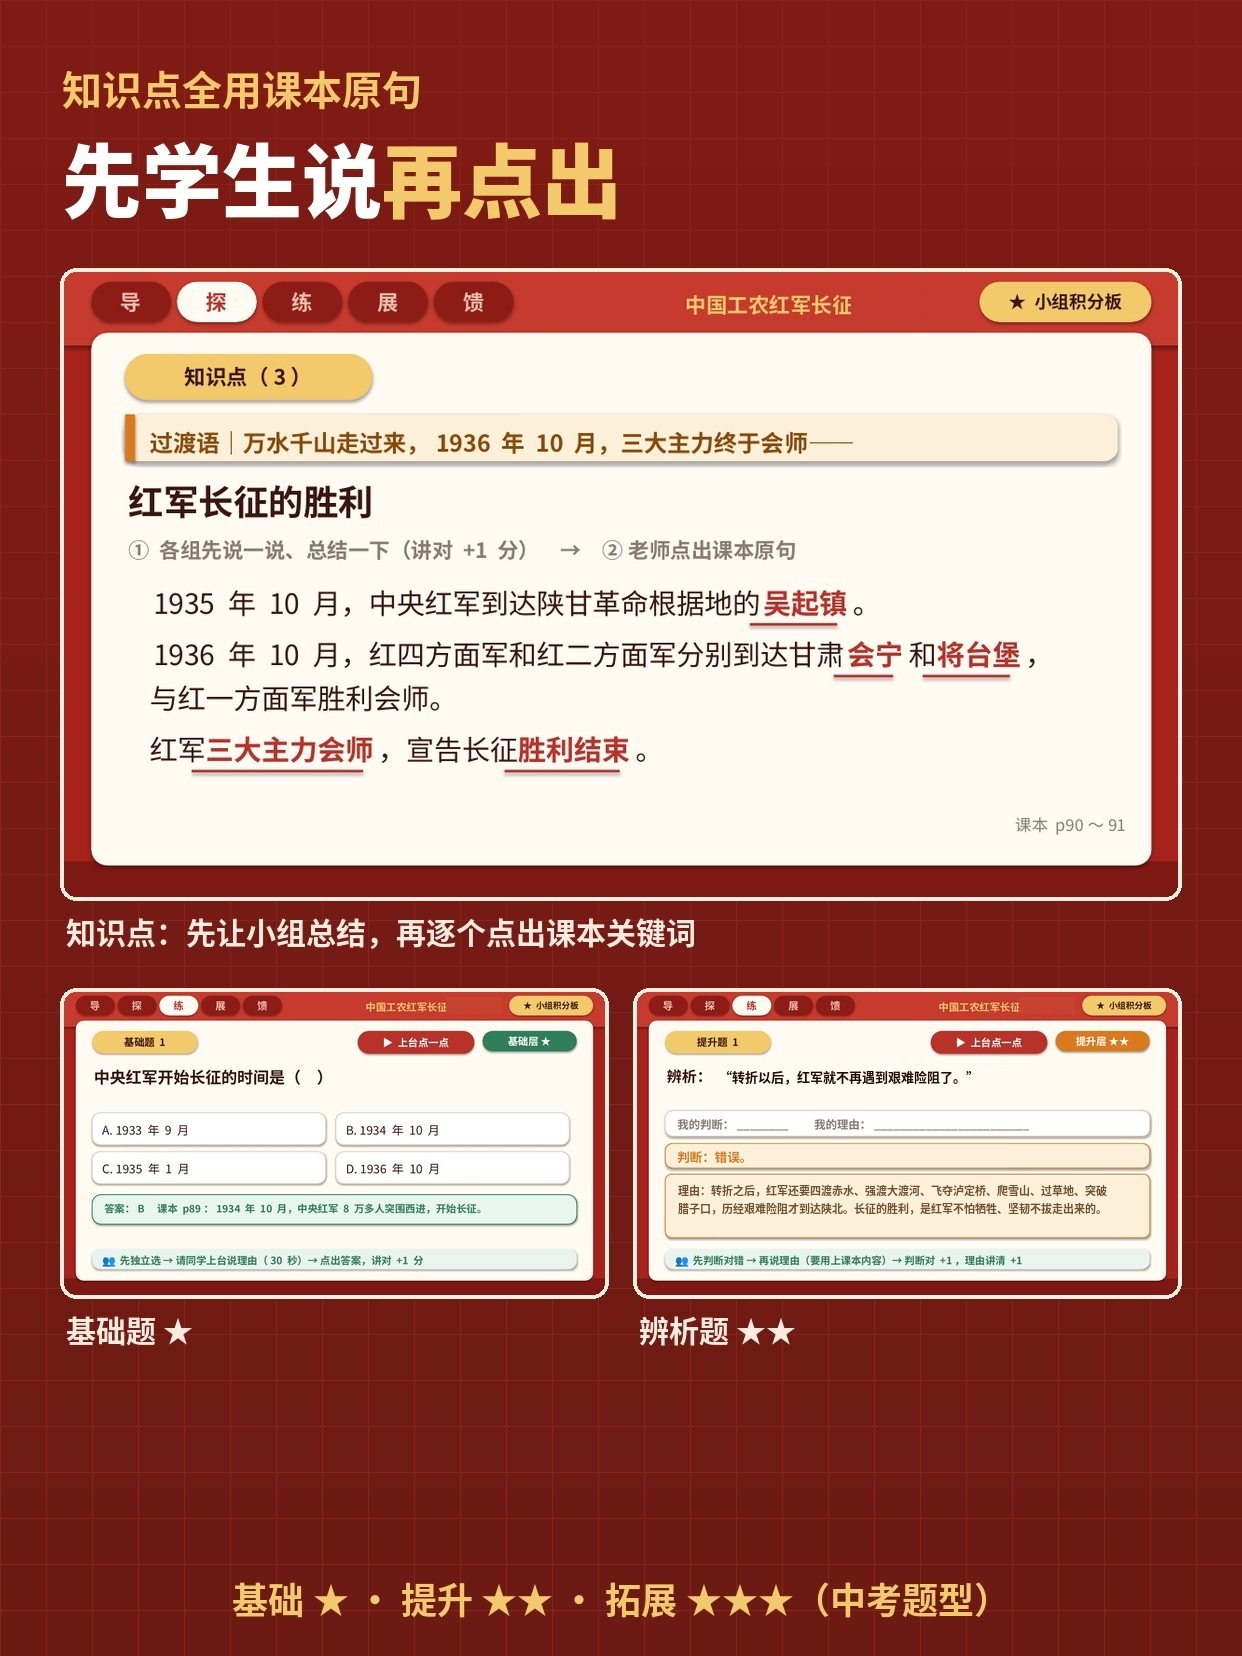 知识点全用课本原句
先学生说再点出
导 探 练 展 馈 中国工农红军长征 ★ 小组积分板
知识点（3）
过渡语｜万水千山走过来，1936 年 10 月，三大主力终于会师——
红军长征的胜利
① 各组先说一说、总结一下（讲对 +1 分） → ② 老师点出课本原句
1935 年 10 月，中央红军到达陕甘革命根据地的吴起镇。
1936 年 10 月，红四方面军和红二方面军分别到达甘肃会宁和将台堡，
与红一方面军胜利会师。
红军三大主力会师，宣告长征胜利结束。
课本 p90～91
知识点：先让小组总结，再逐个点出课本关键词
导 探 练 展 馈 中国工农红军长征 ★ 小组积分板
基础题 1 ▶ 上台点一点 基础层 ★
中央红军开始长征的时间是（ ）
A. 1933 年 9 月 B. 1934 年 10 月
C. 1935 年 1 月 D. 1936 年 10 月
答案： B 课本 p89： 1934 年 10 月，中央红军 8 万多人突围西进，开始长征。
👥 先独立选→请同学上台说理由（30 秒）→点出答案，讲对 +1 分
基础题 ★
导 探 练 展 馈 中国工农红军长征 ★ 小组积分板
提升题 1 ▶ 上台点一点 提升层 ★★
辨析： “转折以后，红军就不再遇到艰难险阻了。”
我的判断：________ 我的理由：________________________
判断：错误。
理由：转折之后，红军还要四渡赤水、强渡大渡河、飞夺泸定桥、爬雪山、过草地、突破
腊子口，历经艰难险阻才到达陕北。长征的胜利，是红军不怕牺牲、坚韧不拔走出来的。
👥 先判断对错→再说理由（要用上课本内容）→判断对 +1，理由讲清 +1
辨析题 ★★
基础 ★ · 提升 ★★ · 拓展 ★★★（中考题型）